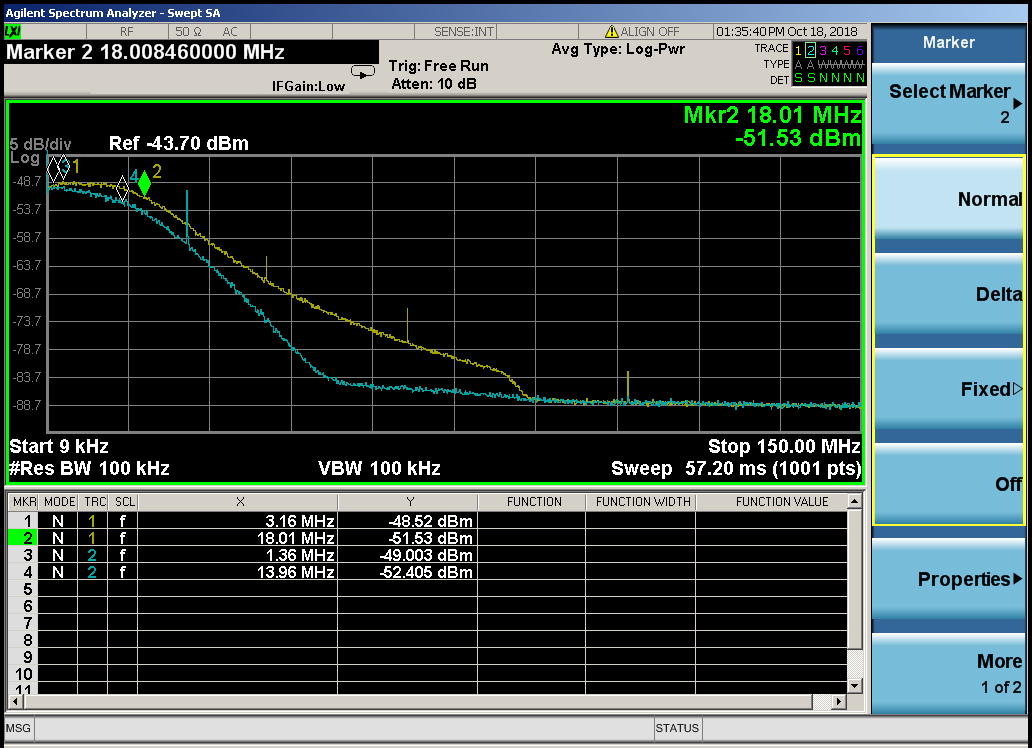 Agilent Spectrum Analyzer - Swept SA
LXI RF 50 Ω AC SENSE:INT ALIGN OFF 01:35:40 PM Oct 18, 2018
Marker 2 18.008460000 MHz
Avg Type: Log-Pwr
Trig: Free Run
IFGain:Low Atten: 10 dB
TRACE 1 2 3 4 5 6
TYPE A A W W W W
DET S S N N N N
Mkr2 18.01 MHz
-51.53 dBm
5 dB/div Ref -43.70 dBm
Log
1
2
3
4
-48.7
-53.7
-58.7
-63.7
-68.7
-73.7
-78.7
-83.7
-88.7
Start 9 kHz Stop 150.00 MHz
#Res BW 100 kHz VBW 100 kHz Sweep 57.20 ms (1001 pts)
MKR MODE TRC SCL X Y FUNCTION FUNCTION WIDTH FUNCTION VALUE
1 N 1 f 3.16 MHz -48.52 dBm
2 N 1 f 18.01 MHz -51.53 dBm
3 N 2 f 1.36 MHz -49.003 dBm
4 N 2 f 13.96 MHz -52.405 dBm
5
6
7
8
9
10
11
MSG STATUS
Marker
Select Marker
2
Normal
Delta
Fixed
Off
Properties
More
1 of 2